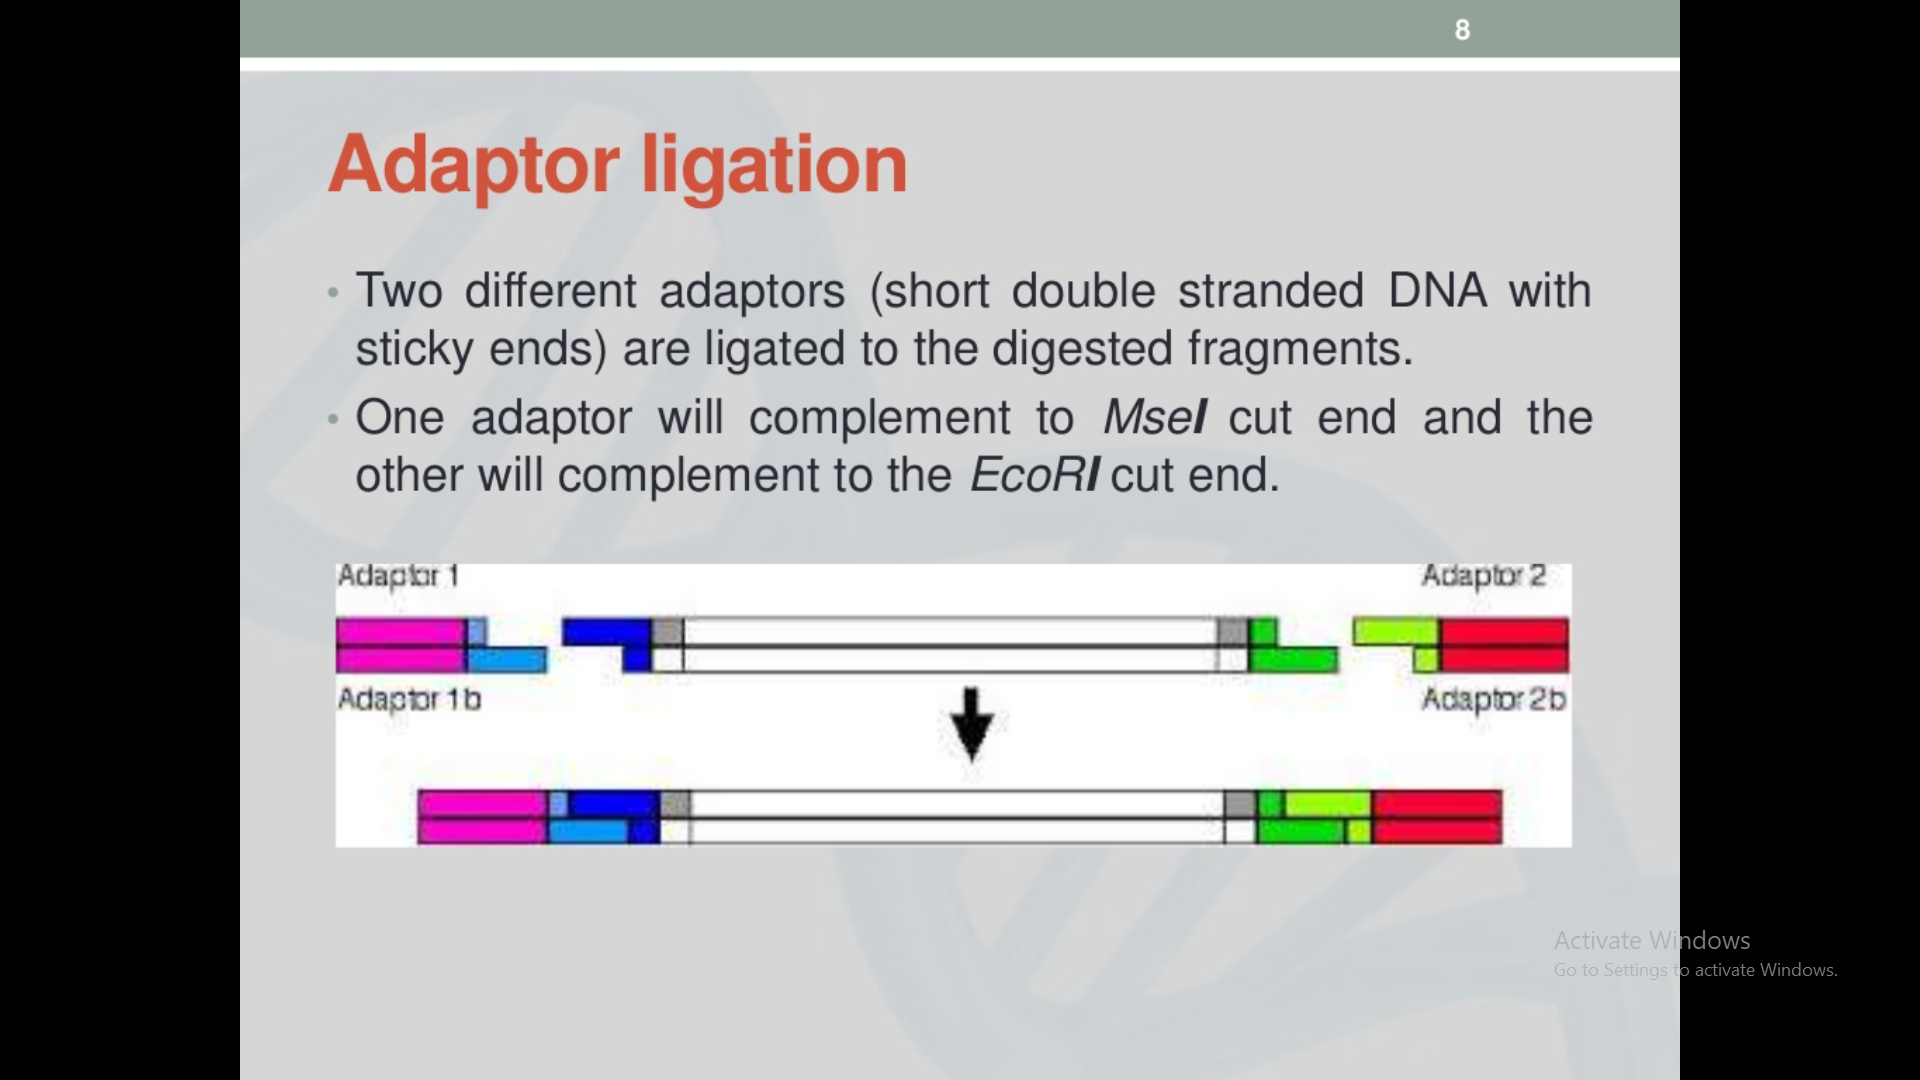 8
Adaptor ligation
• Two different adaptors (short double stranded DNA with
sticky ends) are ligated to the digested fragments.
• One adaptor will complement to MseI cut end and the
other will complement to the EcoRI cut end.
Adaptor 1 Adaptor 2
Adaptor 1b Adaptor 2b
Activate Windows
Go to Settings to activate Windows.